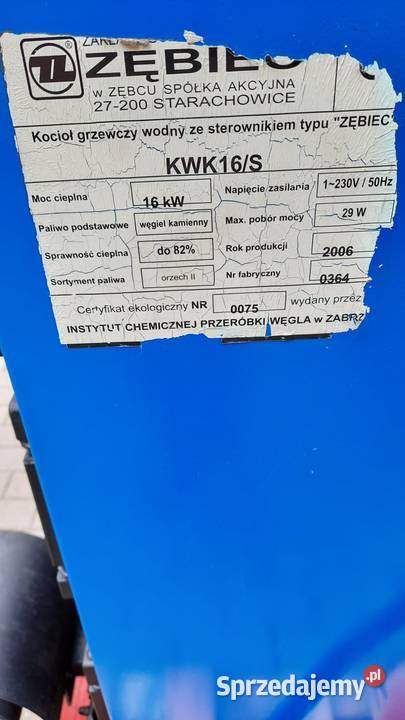 ZAKŁAD
ZĘBIEC
W ZĘBCU SPÓŁKA AKCYJNA
27-200 STARACHOWICE
Kocioł grzewczy wodny ze sterownikiem typu "ZĘBIEC"
KWK16/S
Moc cieplna 16 kW Napięcie zasilania 1~230V / 50Hz
Paliwo podstawowe węgiel kamienny Max. pobór mocy 29 W
Sprawność cieplna do 82% Rok produkcji 2006
Sortyment paliwa orzech II Nr fabryczny 0364
Certyfikat ekologiczny NR 0075 wydany przez
INSTYTUT CHEMICZNEJ PRZERÓBKI WĘGLA w ZABRZ
Sprzedajemy.pl